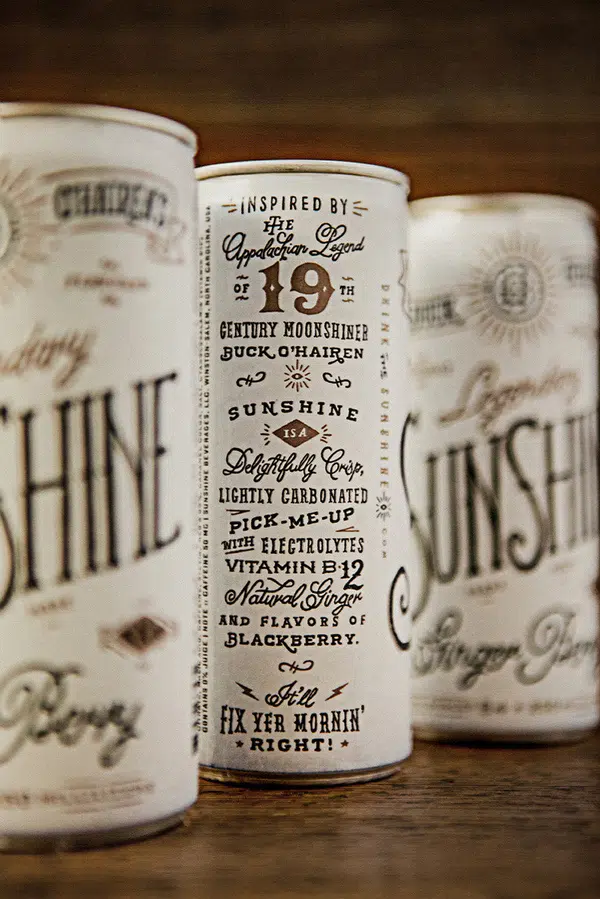 O'HAIREN'S
SHINE
Berry
INSPIRED BY
THE
Appalachian Legend
OF 19 TH
CENTURY MOONSHINER
BUCK O'HAIREN
SUNSHINE
IS A
Delightfully Crisp,
LIGHTLY CARBONATED
PICK-ME-UP
WITH ELECTROLYTES
VITAMIN B-12
Natural Ginger
AND FLAVORS OF
BLACKBERRY.
It'll
FIX YER MORNIN'
RIGHT!
DRINK THE SUNSHINE.COM
CONTAINS 0% JUICE | NOTE: CAFFEINE 50 MG | SUNSHINE BEVERAGES, LLC. WINSTON SALEM, NORTH CAROLINA, USA
Legendary
SUNSHIN
Ginger Berry